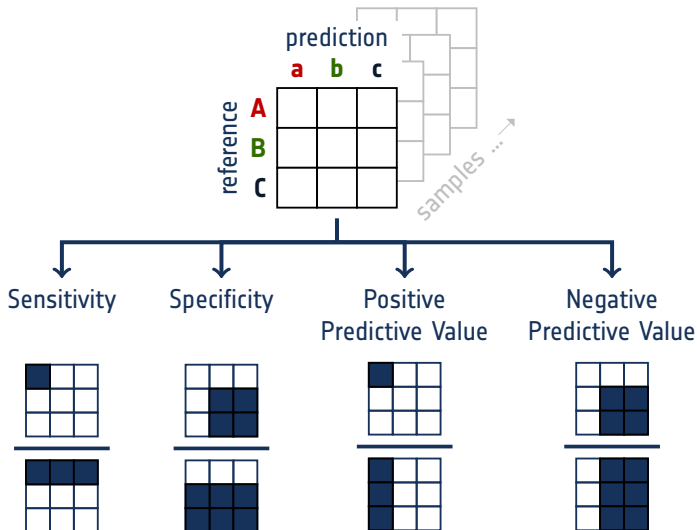 prediction
a b c
reference
A
B
C
samples ...
Sensitivity
Specificity
Positive
Predictive Value
Negative
Predictive Value